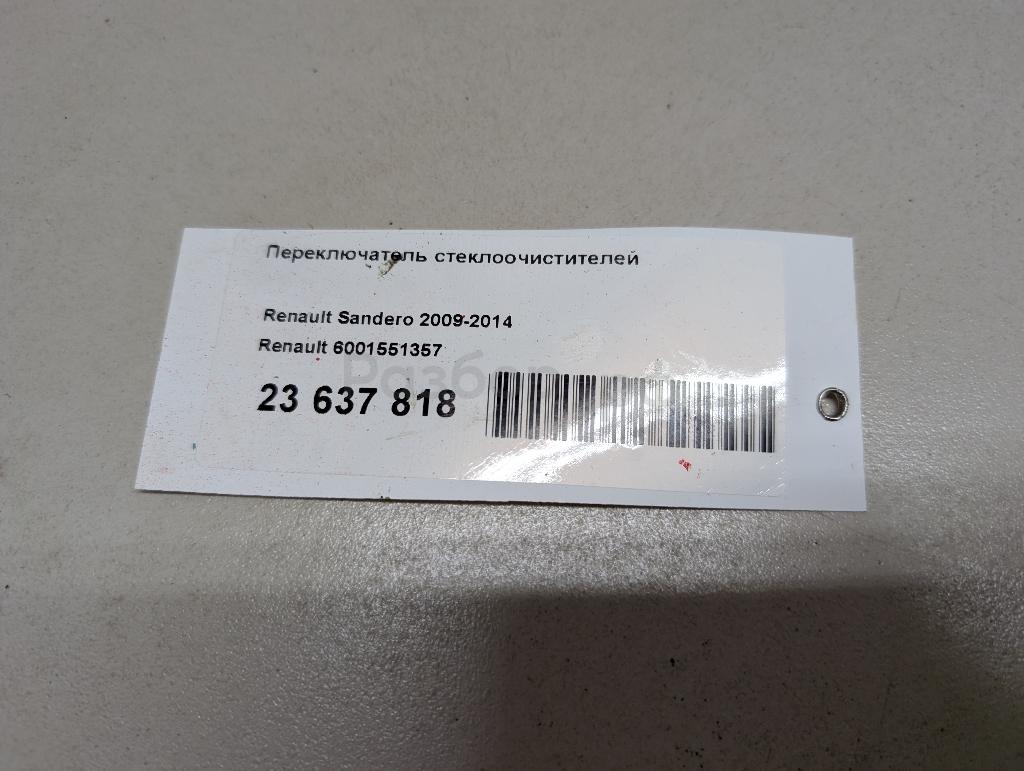 Переключатель стеклоочистителей
Renault Sandero 2009-2014
Renault 6001551357
23 637 818